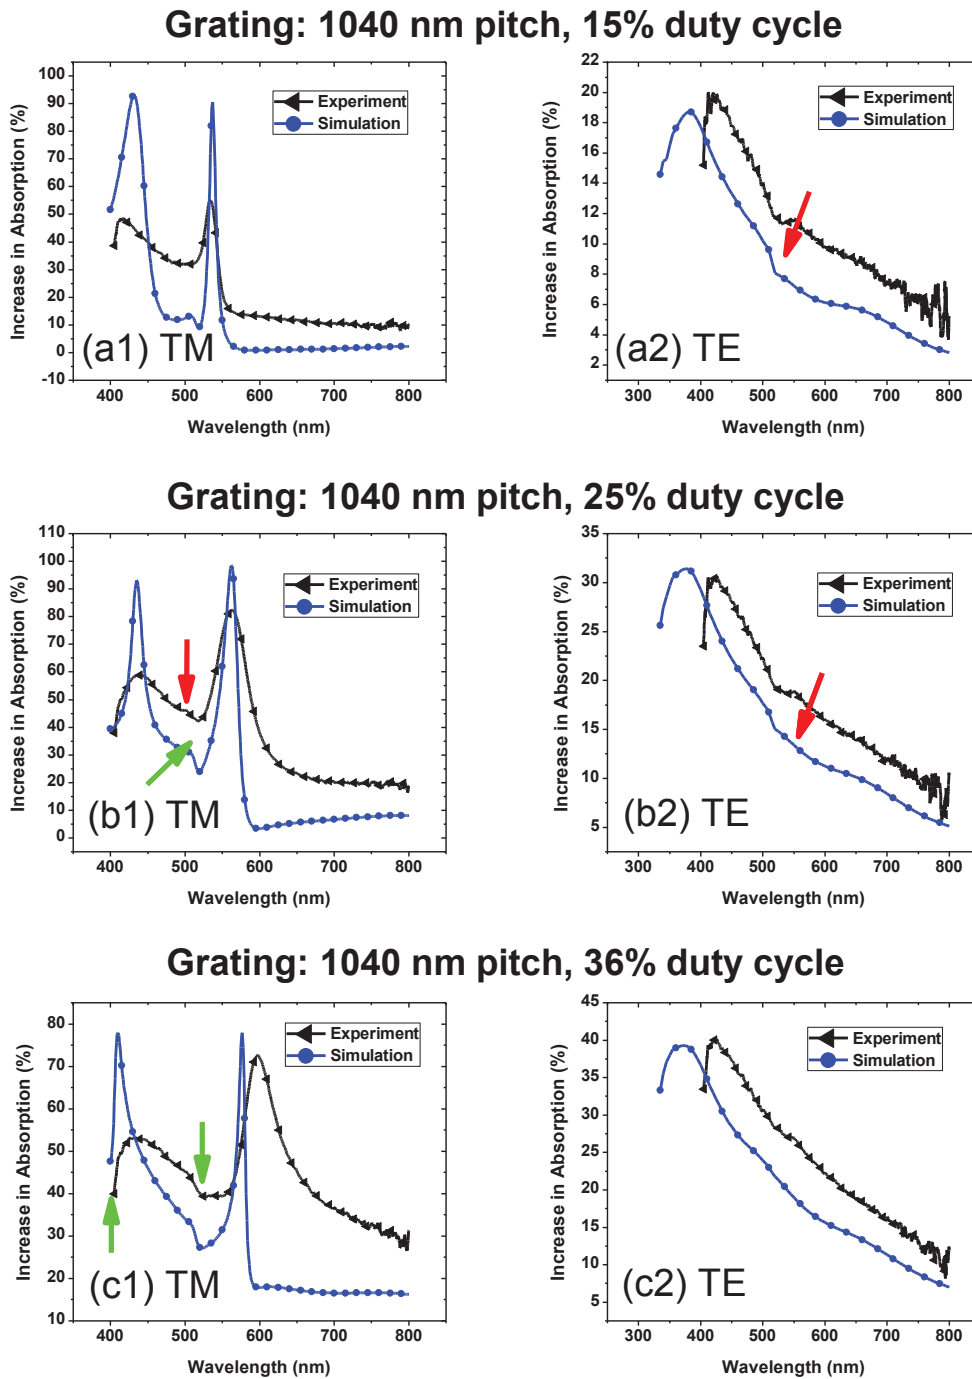 Grating: 1040 nm pitch, 15% duty cycle
Increase in Absorption (%)
100
90
80
70
60
50
40
30
20
10
0
-10
Experiment
Simulation
(a1) TM
400 500 600 700 800
Wavelength (nm)
Increase in Absorption (%)
22
20
18
16
14
12
10
8
6
4
2
Experiment
Simulation
(a2) TE
300 400 500 600 700 800
Wavelength (nm)
Grating: 1040 nm pitch, 25% duty cycle
Increase in Absorption (%)
110
100
90
80
70
60
50
40
30
20
10
0
Experiment
Simulation
(b1) TM
400 500 600 700 800
Wavelength (nm)
Increase in Absorption (%)
35
30
25
20
15
10
5
Experiment
Simulation
(b2) TE
300 400 500 600 700 800
Wavelength (nm)
Grating: 1040 nm pitch, 36% duty cycle
Increase in Absorption (%)
80
70
60
50
40
30
20
10
Experiment
Simulation
(c1) TM
400 500 600 700 800
Wavelength (nm)
Increase in Absorption (%)
45
40
35
30
25
20
15
10
5
Experiment
Simulation
(c2) TE
300 400 500 600 700 800
Wavelength (nm)